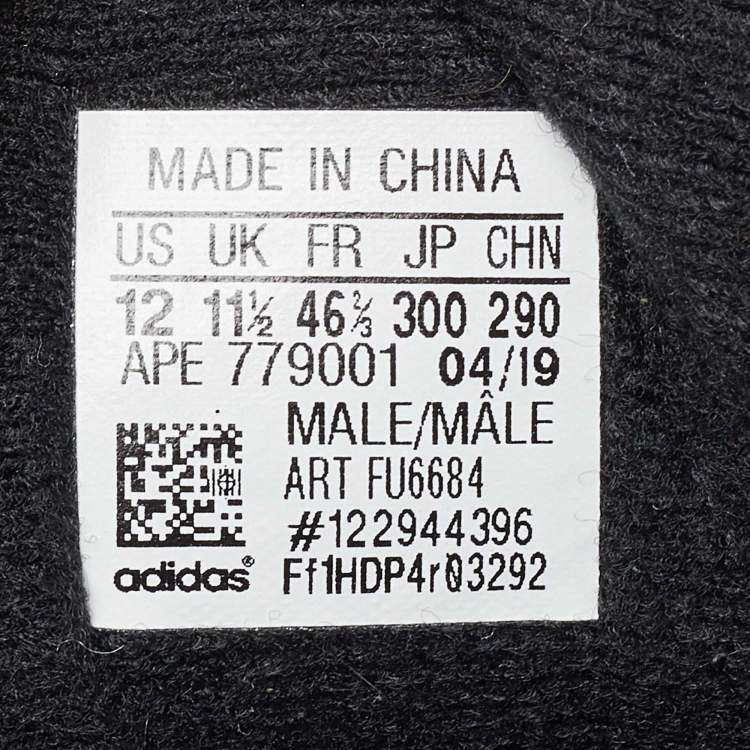 MADE IN CHINA
US UK FR JP CHN
12 11½ 46⅔ 300 290
APE 779001 04/19
MALE/MÂLE
ART FU6684
#122944396
adidas® Ff1HDP4r03292